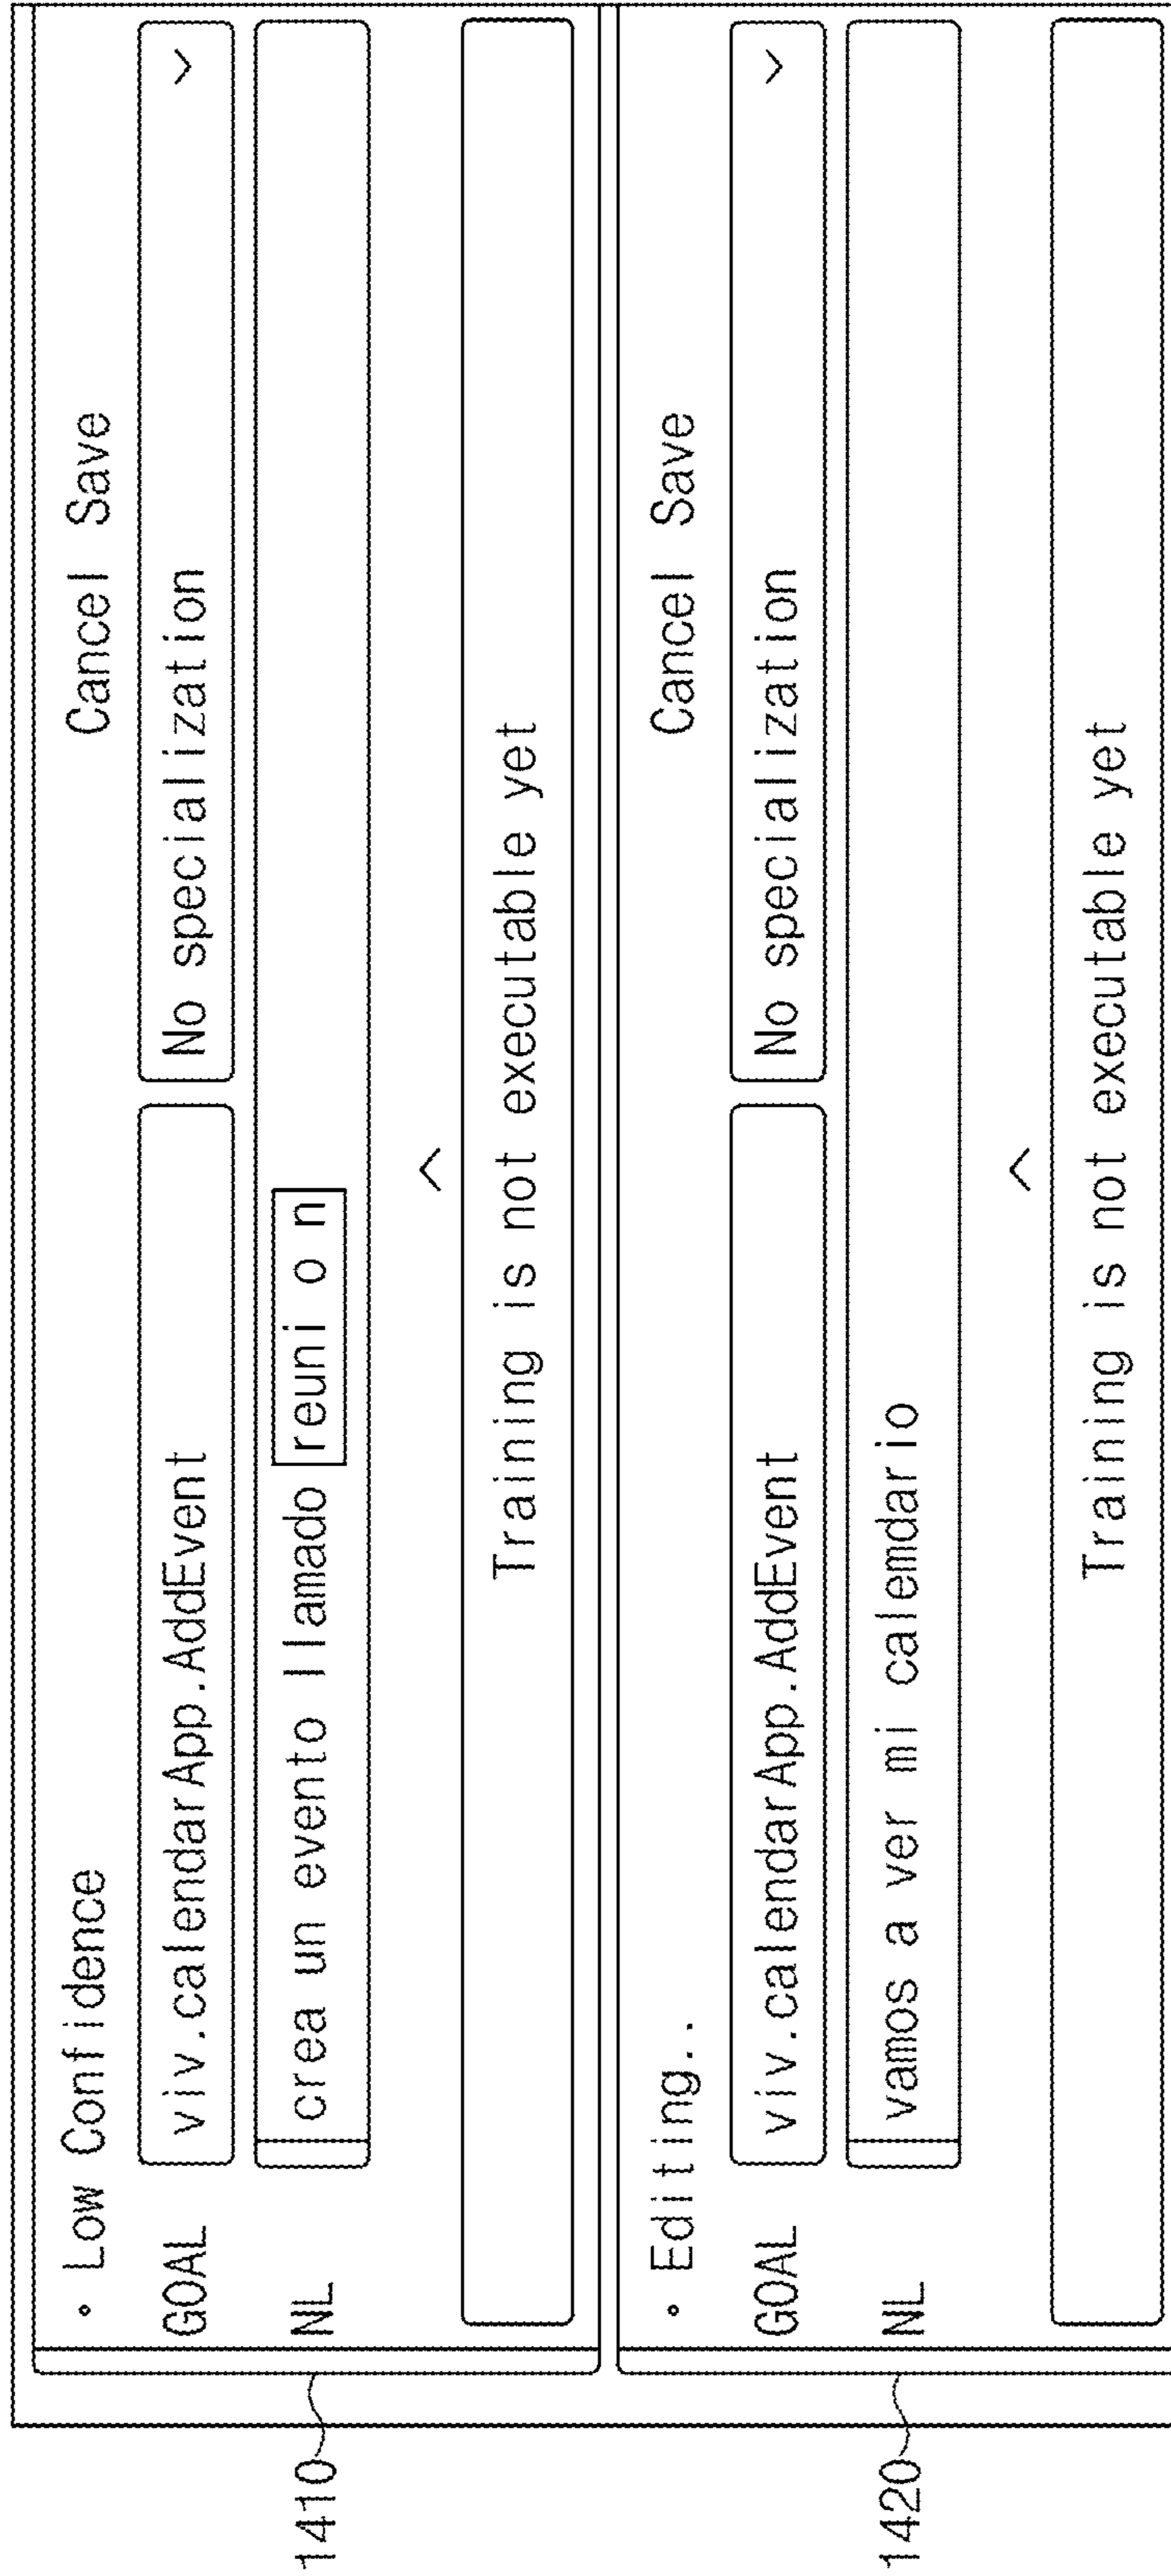 • Low Confidence Cancel Save
GOAL viv.calendarApp.AddEvent No specialization
NL crea un evento llamado reuni o n
Training is not executable yet
1410
• Editing.. Cancel Save
GOAL viv.calendarApp.AddEvent No specialization
NL vamos a ver mi calemdario
Training is not executable yet
1420